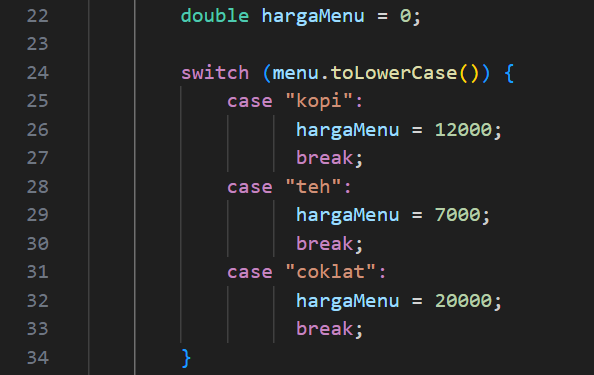 22 double hargaMenu = 0;
23
24 switch (menu.toLowerCase()) {
25 case "kopi":
26 hargaMenu = 12000;
27 break;
28 case "teh":
29 hargaMenu = 7000;
30 break;
31 case "coklat":
32 hargaMenu = 20000;
33 break;
34 }